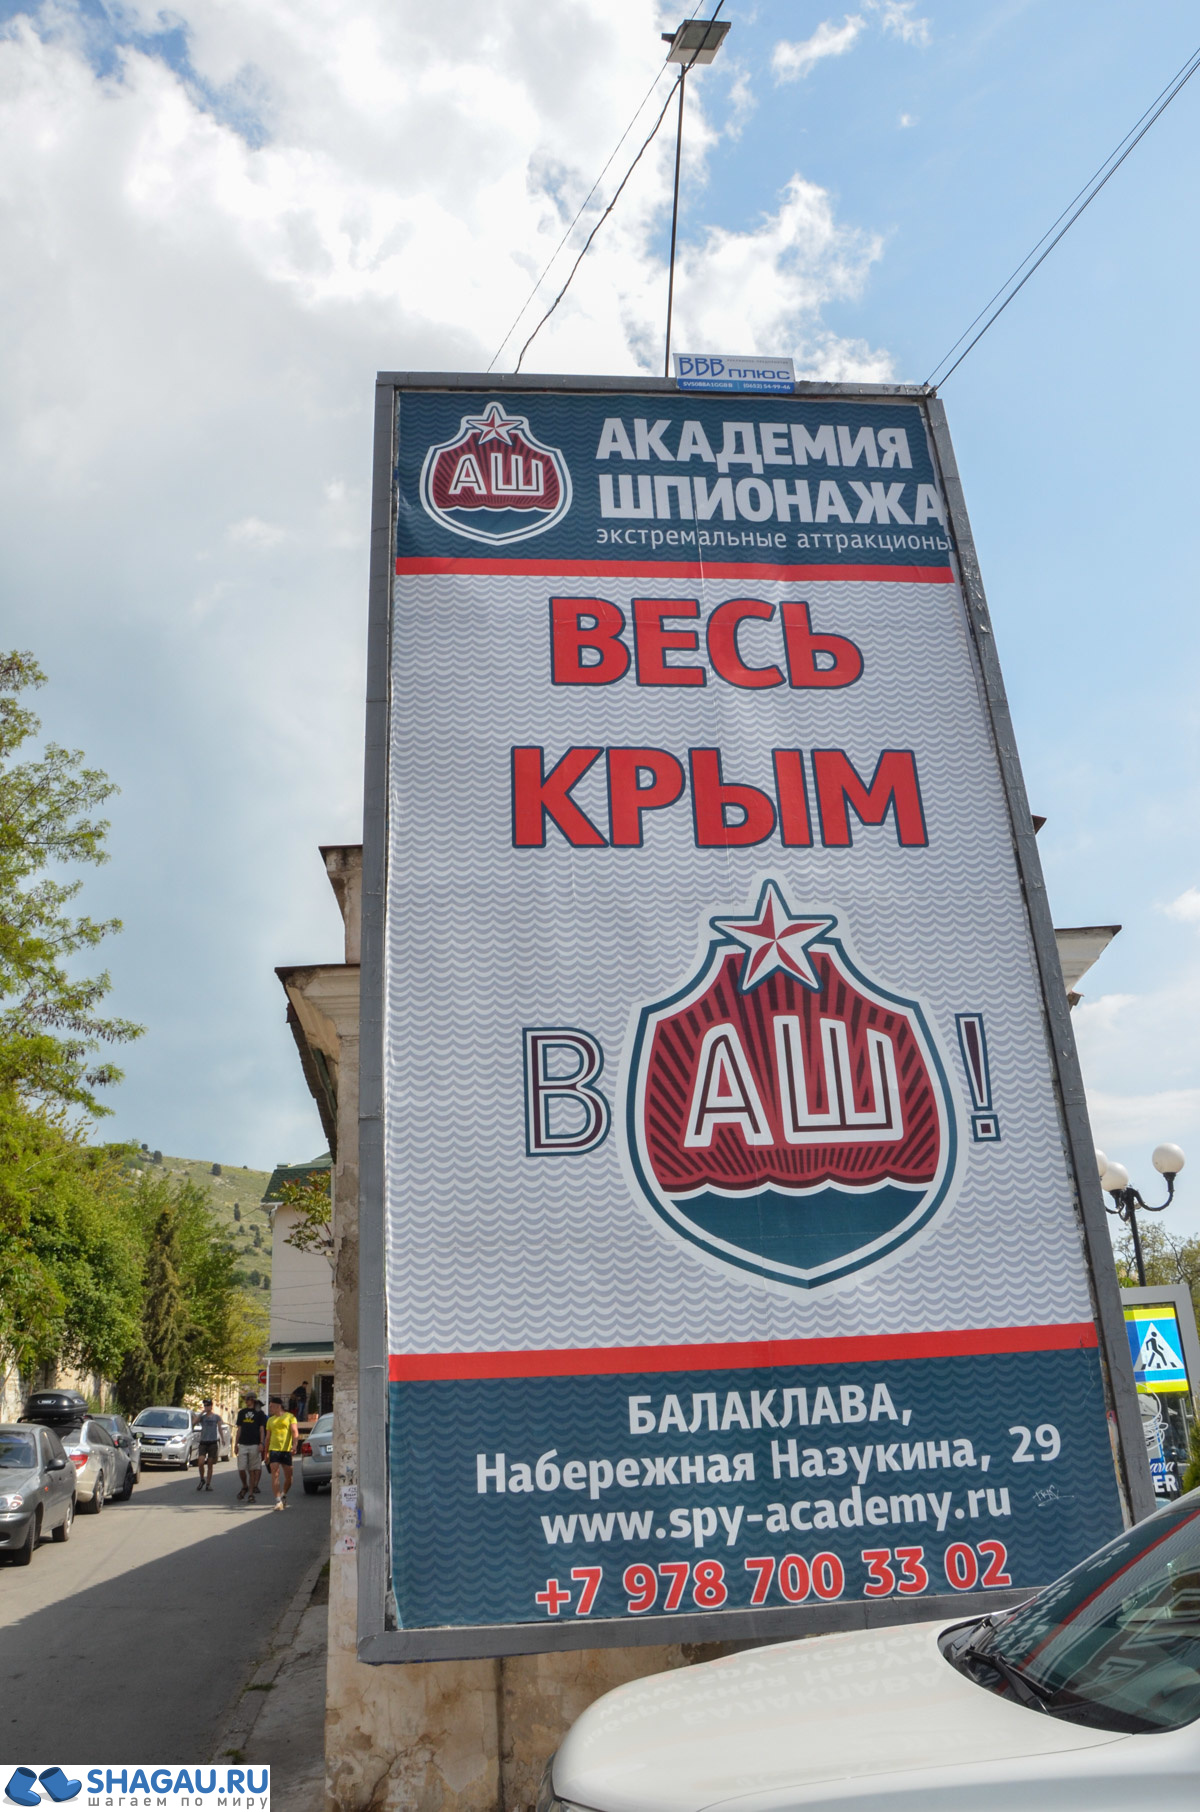 ВВВ
ПЛЮС
АШ
АКАДЕМИЯ
ШПИОНАЖА
экстремальные аттракционы
ВЕСЬ
КРЫМ
В АШ !
БАЛАКЛАВА,
Набережная Назукина, 29
www.spy-academy.ru
+7 978 700 33 02
SHAGAU.RU
шагаем по миру